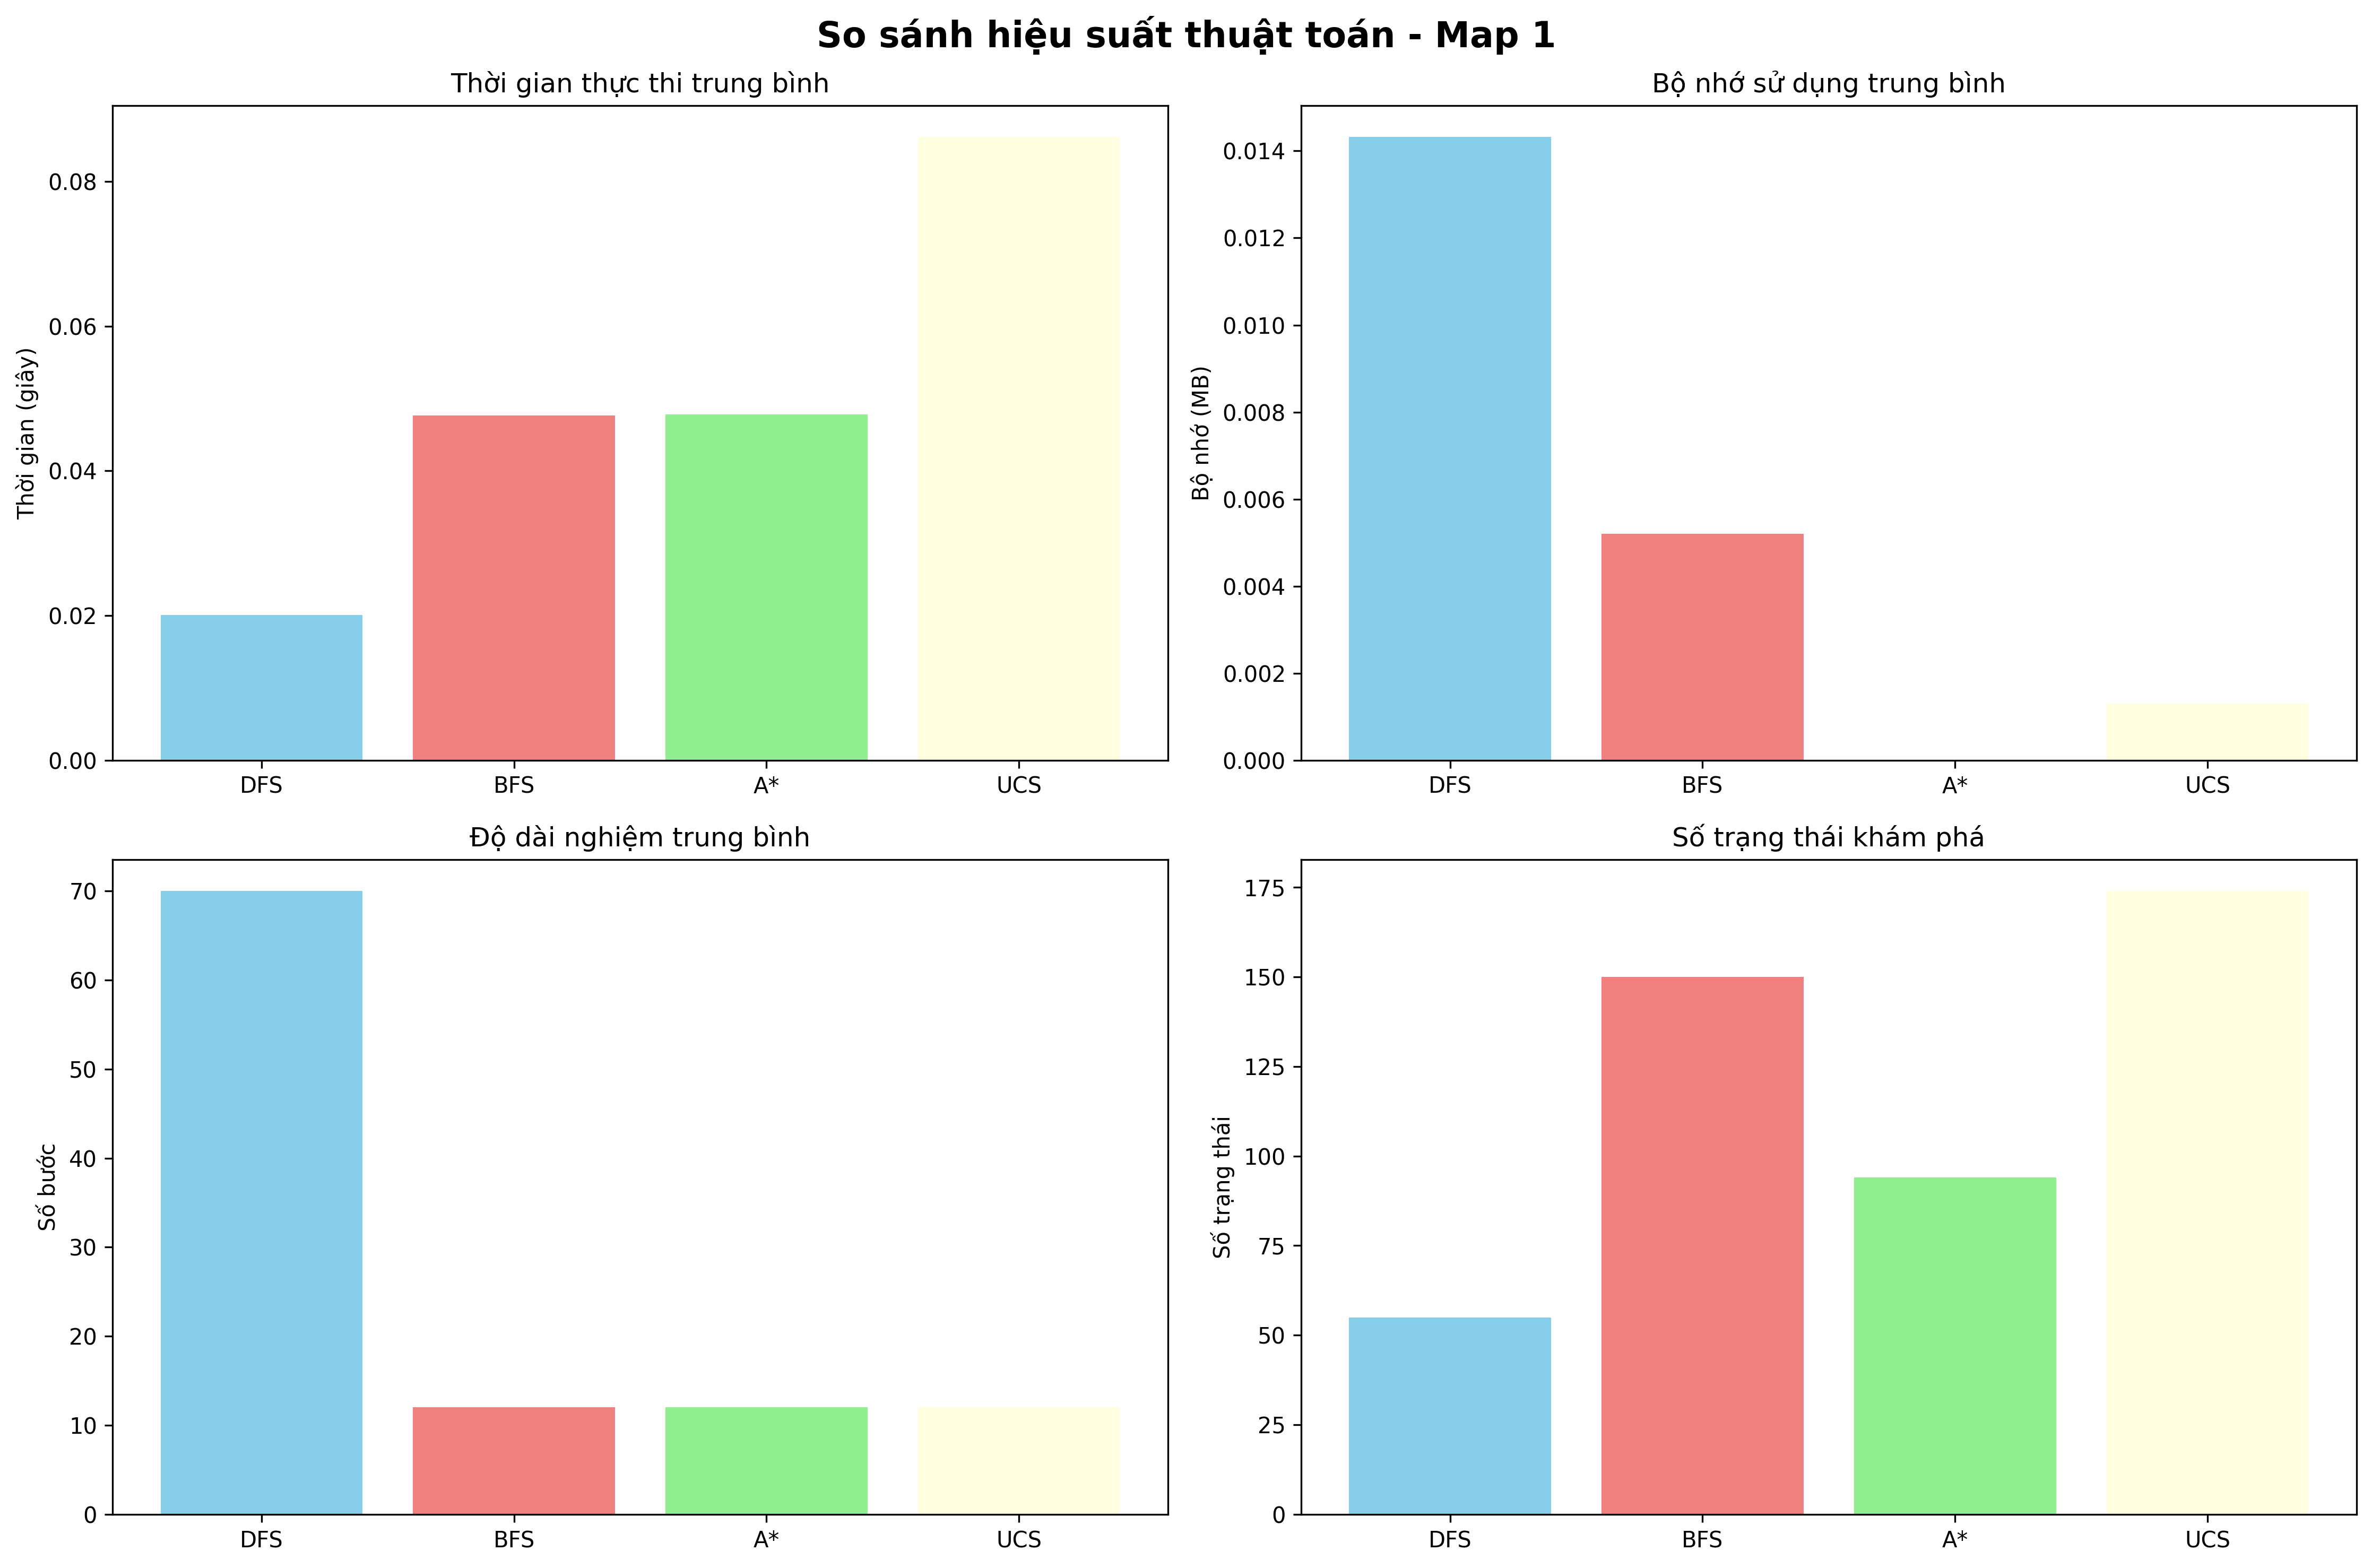 So sánh hiệu suất thuật toán - Map 1
Thời gian thực thi trung bình
Thời gian (giây)
0.08
0.06
0.04
0.02
0.00
DFS BFS A* UCS
Bộ nhớ sử dụng trung bình
Bộ nhớ (MB)
0.014
0.012
0.010
0.008
0.006
0.004
0.002
0.000
DFS BFS A* UCS
Độ dài nghiệm trung bình
Số bước
70
60
50
40
30
20
10
0
DFS BFS A* UCS
Số trạng thái khám phá
Số trạng thái
175
150
125
100
75
50
25
0
DFS BFS A* UCS